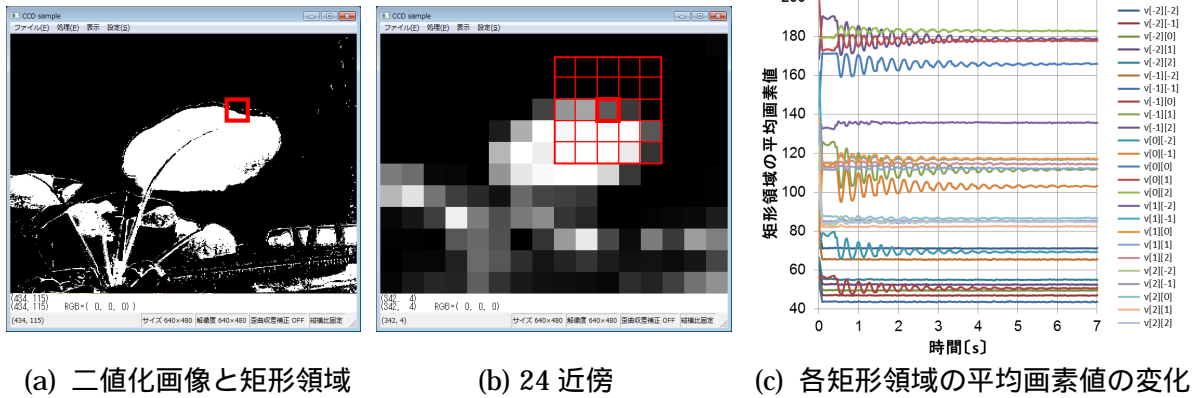 CCD sample
ファイル(F) 処理(P) 表示 設定(S)
(434, 115)
(434, 115) RGB=( 0, 0, 0) )
(434, 115) サイズ 640×480 解像度 640×480 歪曲収差補正 OFF 縦横比固定
(a) 二値化画像と矩形領域
CCD sample
ファイル(F) 処理(P) 表示 設定(S)
(342, 4)
(342, 4) RGB=( 0, 0, 0)
(342, 4) サイズ 640×480 解像度 640×480 歪曲収差補正 OFF 縦横比固定
(b) 24 近傍
矩形領域の平均画素値
200
180
160
140
120
100
80
60
40
0 1 2 3 4 5 6 7
時間〔s〕
v[-2][-2]
v[-2][-1]
v[-2][0]
v[-2][1]
v[-2][2]
v[-1][-2]
v[-1][-1]
v[-1][0]
v[-1][1]
v[-1][2]
v[0][-2]
v[0][-1]
v[0][0]
v[0][1]
v[0][2]
v[1][-2]
v[1][-1]
v[1][0]
v[1][1]
v[1][2]
v[2][-2]
v[2][-1]
v[2][0]
v[2][1]
v[2][2]
(c) 各矩形領域の平均画素値の変化